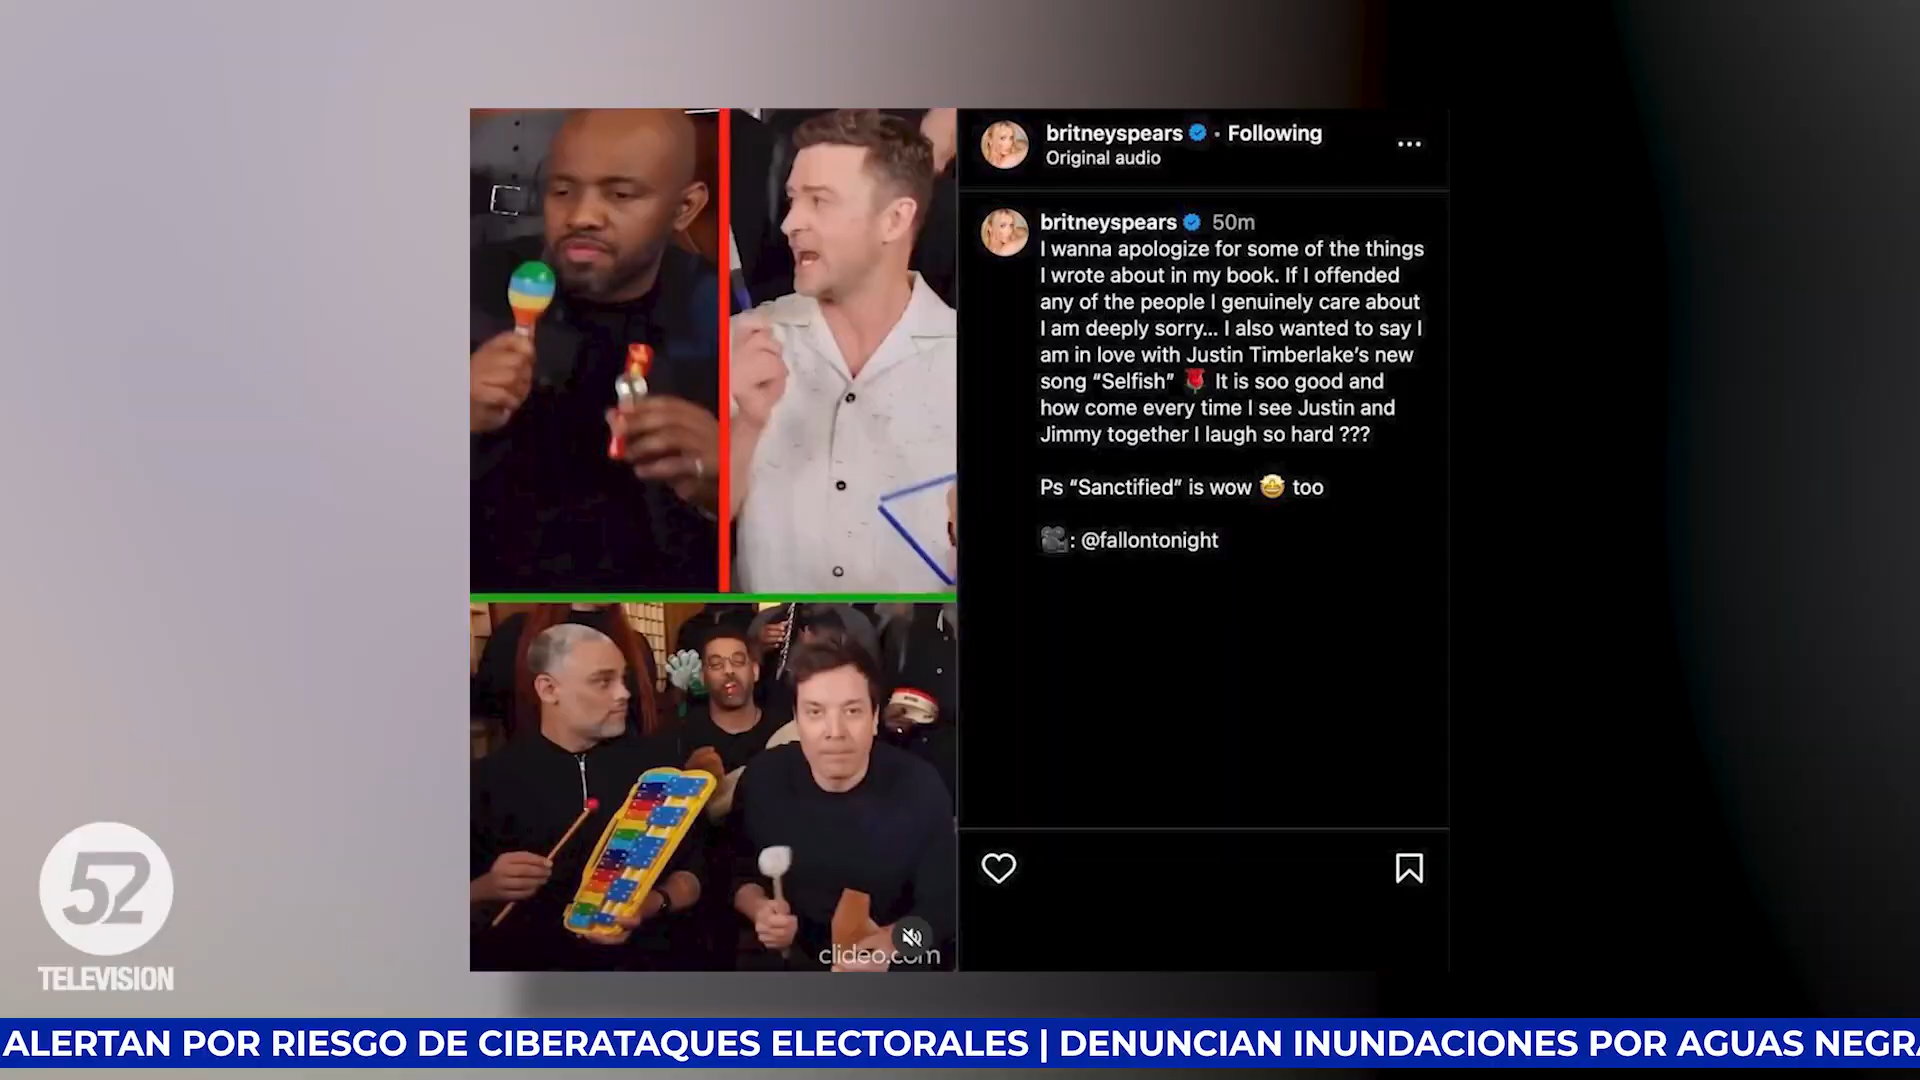 britneyspears · Following
Original audio
...
britneyspears 50m
I wanna apologize for some of the things
I wrote about in my book. If I offended
any of the people I genuinely care about
I am deeply sorry... I also wanted to say I
am in love with Justin Timberlake's new
song “Selfish” 🌹 It is soo good and
how come every time I see Justin and
Jimmy together I laugh so hard ???
Ps “Sanctified” is wow 🤩 too
🎥: @fallontonight
clideo.com
52
TELEVISION
ALERTAN POR RIESGO DE CIBERATAQUES ELECTORALES | DENUNCIAN INUNDACIONES POR AGUAS NEGRA